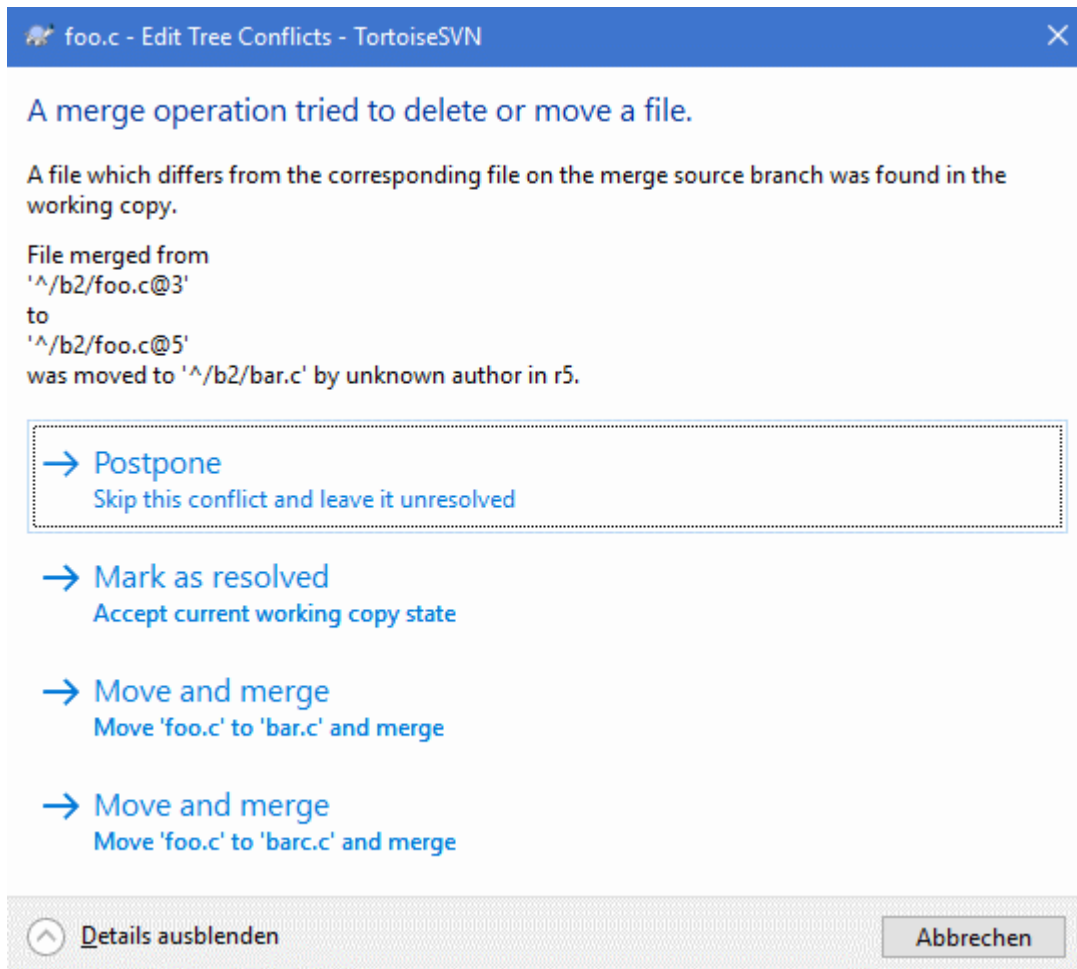 foo.c - Edit Tree Conflicts - TortoiseSVN
A merge operation tried to delete or move a file.
A file which differs from the corresponding file on the merge source branch was found in the
working copy.
File merged from
'^/b2/foo.c@3'
to
'^/b2/foo.c@5'
was moved to '^/b2/bar.c' by unknown author in r5.
Postpone
Skip this conflict and leave it unresolved
Mark as resolved
Accept current working copy state
Move and merge
Move 'foo.c' to 'bar.c' and merge
Move and merge
Move 'foo.c' to 'barc.c' and merge
Details ausblenden
Abbrechen